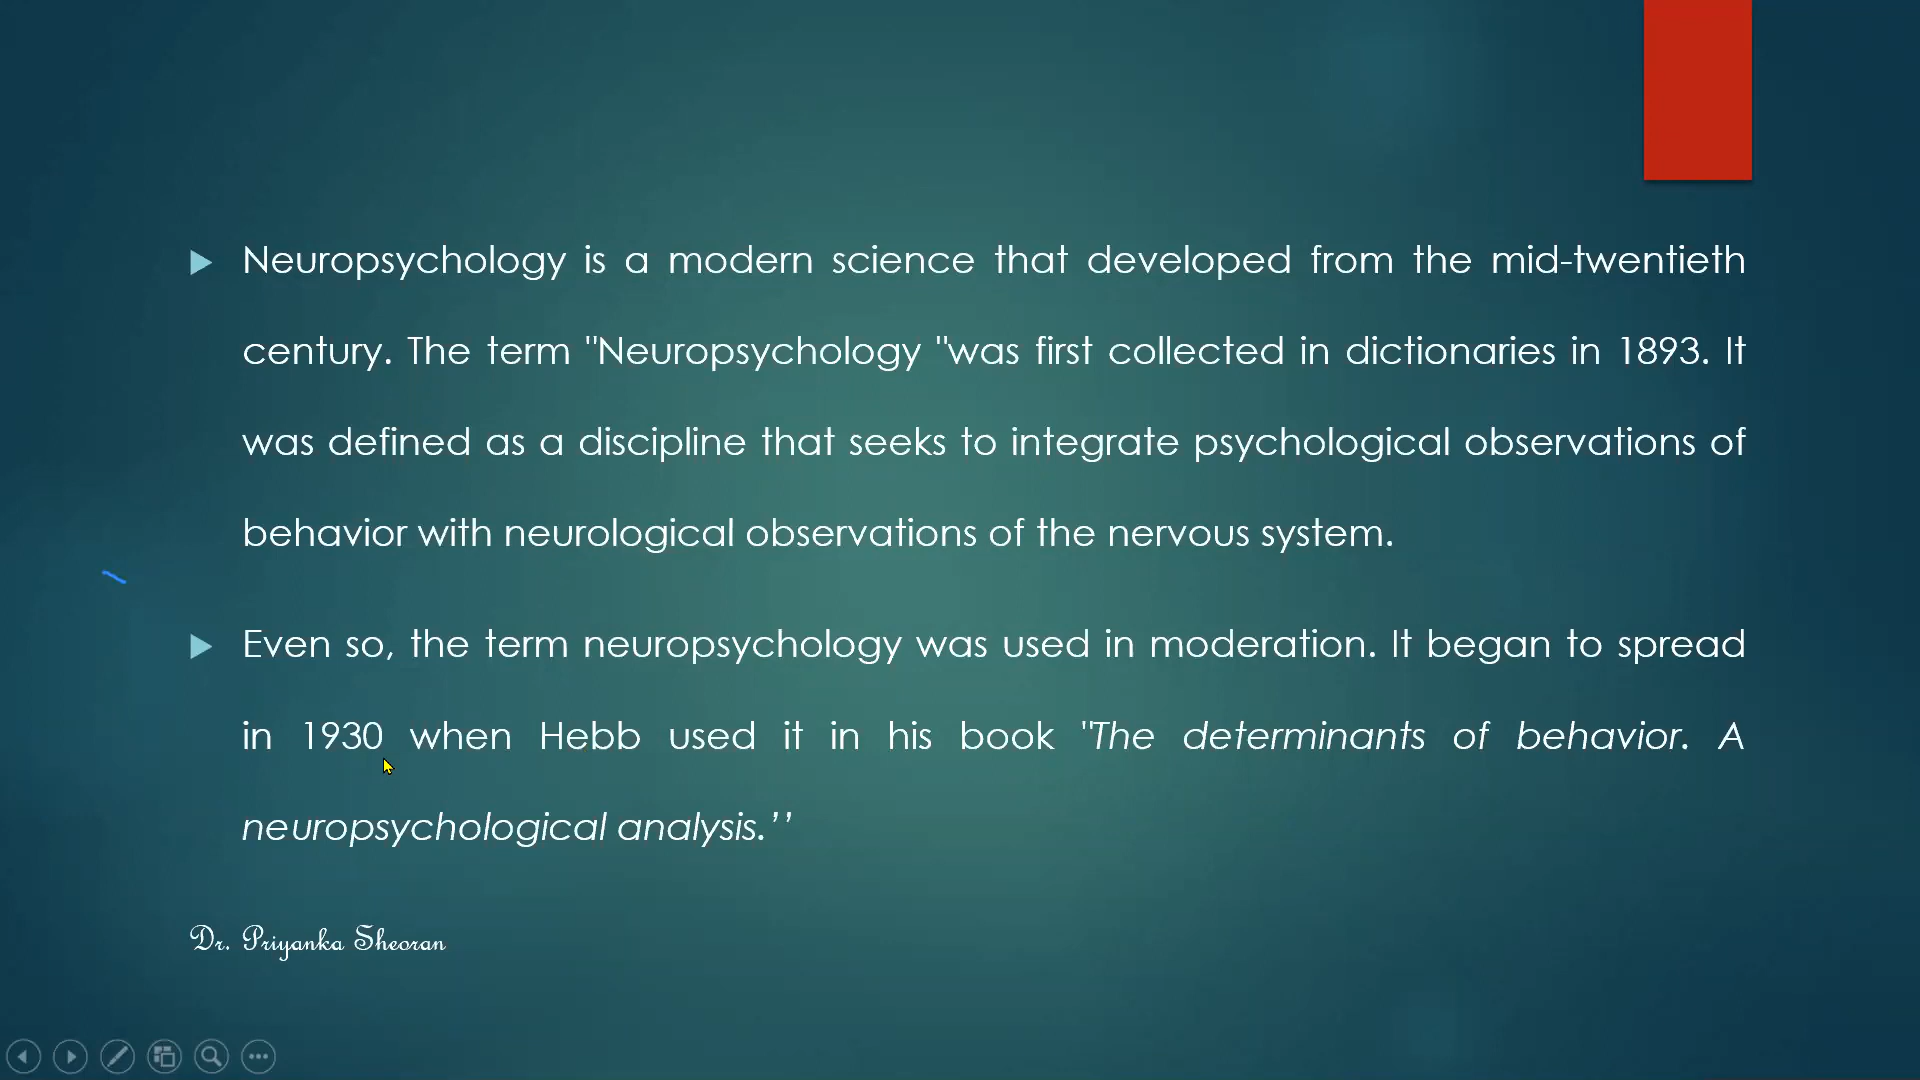 Neuropsychology is a modern science that developed from the mid-twentieth
century. The term "Neuropsychology "was first collected in dictionaries in 1893. It
was defined as a discipline that seeks to integrate psychological observations of
behavior with neurological observations of the nervous system.
Even so, the term neuropsychology was used in moderation. It began to spread
in 1930 when Hebb used it in his book "The determinants of behavior. A
neuropsychological analysis.’’
Dr. Priyanka Sheoran